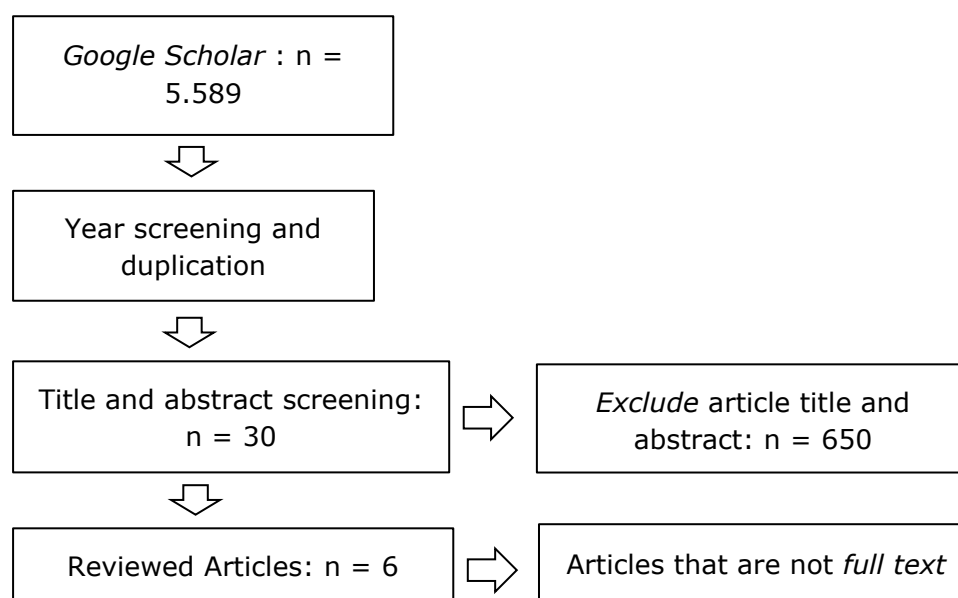 Google Scholar : n =
5.589
Year screening and
duplication
Title and abstract screening:
n = 30
Exclude article title and
abstract: n = 650
Reviewed Articles: n = 6
Articles that are not full text